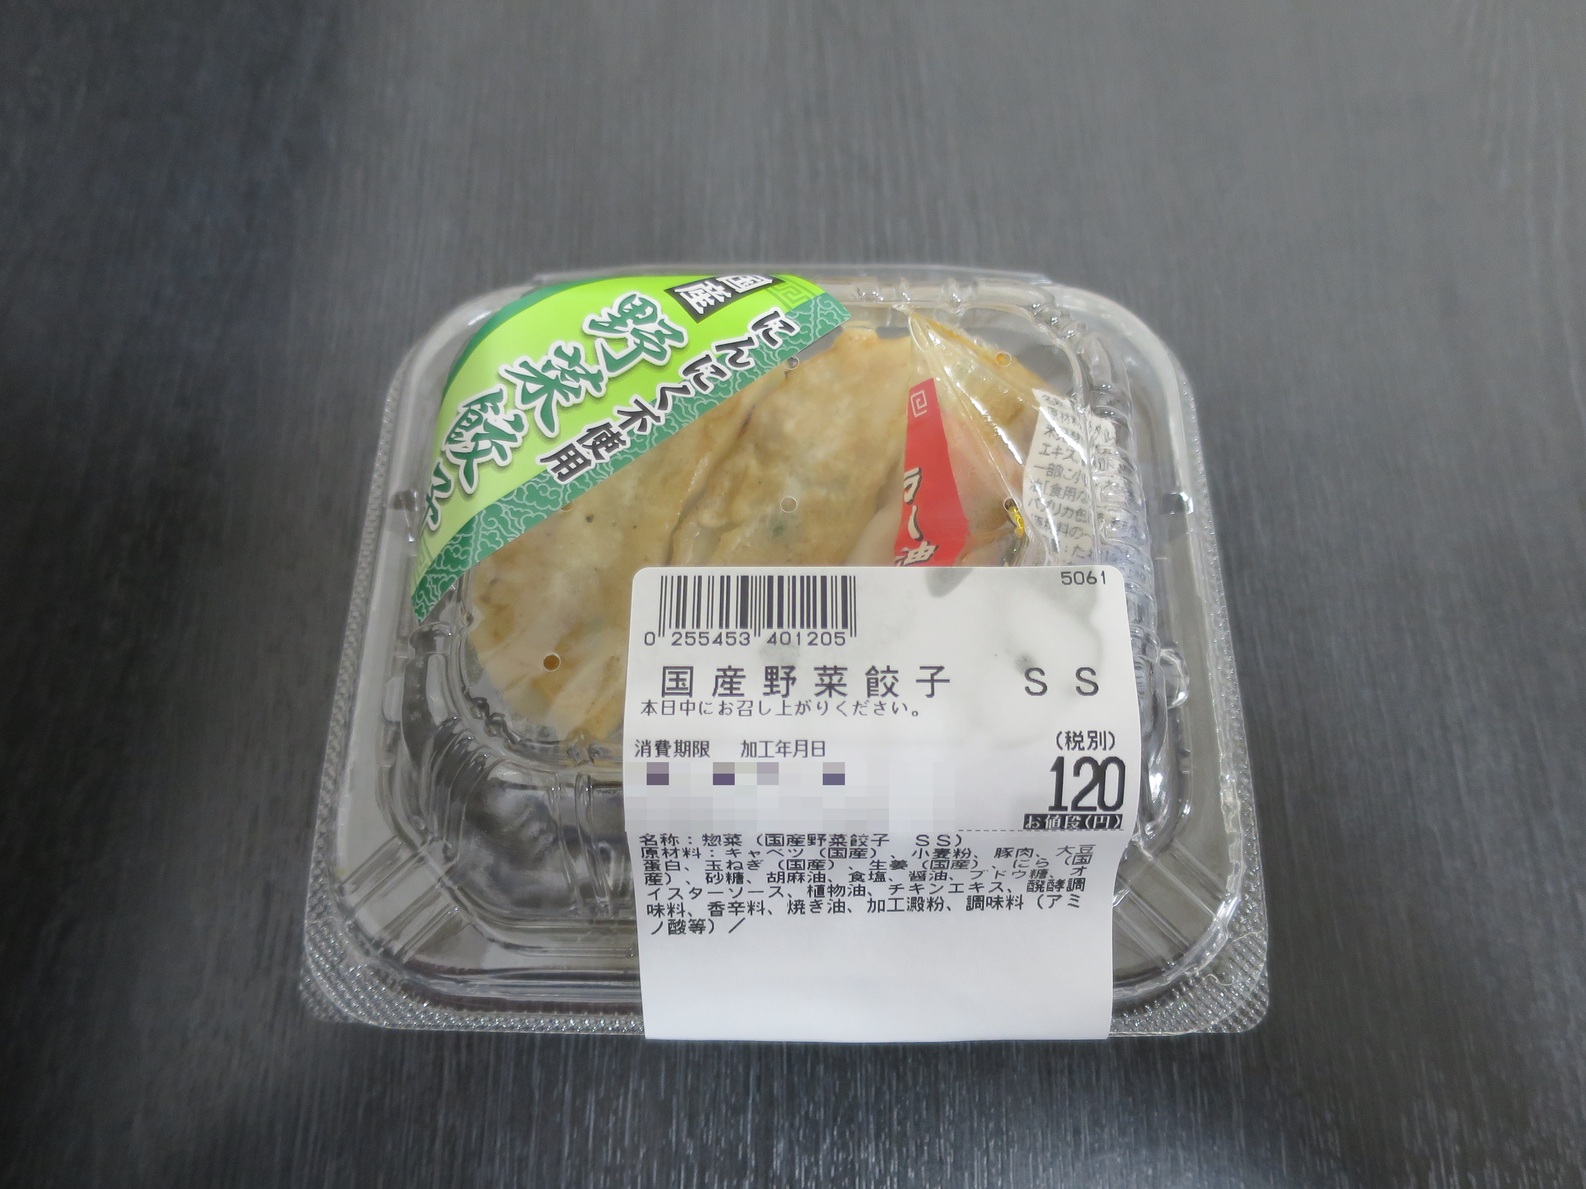 国産
にんにく不使用
野菜餃子
ラー油
5061
0 255453 401205
国産野菜餃子 SS
本日中にお召し上がりください。
消費期限 加工年月日
(税別)
120
お値段(円)
名称:惣菜(国産野菜餃子 SS)
原材料:キャベツ(国産)、小麦粉、豚肉、大豆
蛋白、玉ねぎ(国産)、生姜(国産)、にら(国
産)、砂糖、胡麻油、食塩、醤油、ブドウ糖、オ
イスターソース、植物油、チキンエキス、醗酵調
味料、香辛料、焼き油、加工澱粉、調味料(アミ
ノ酸等)/